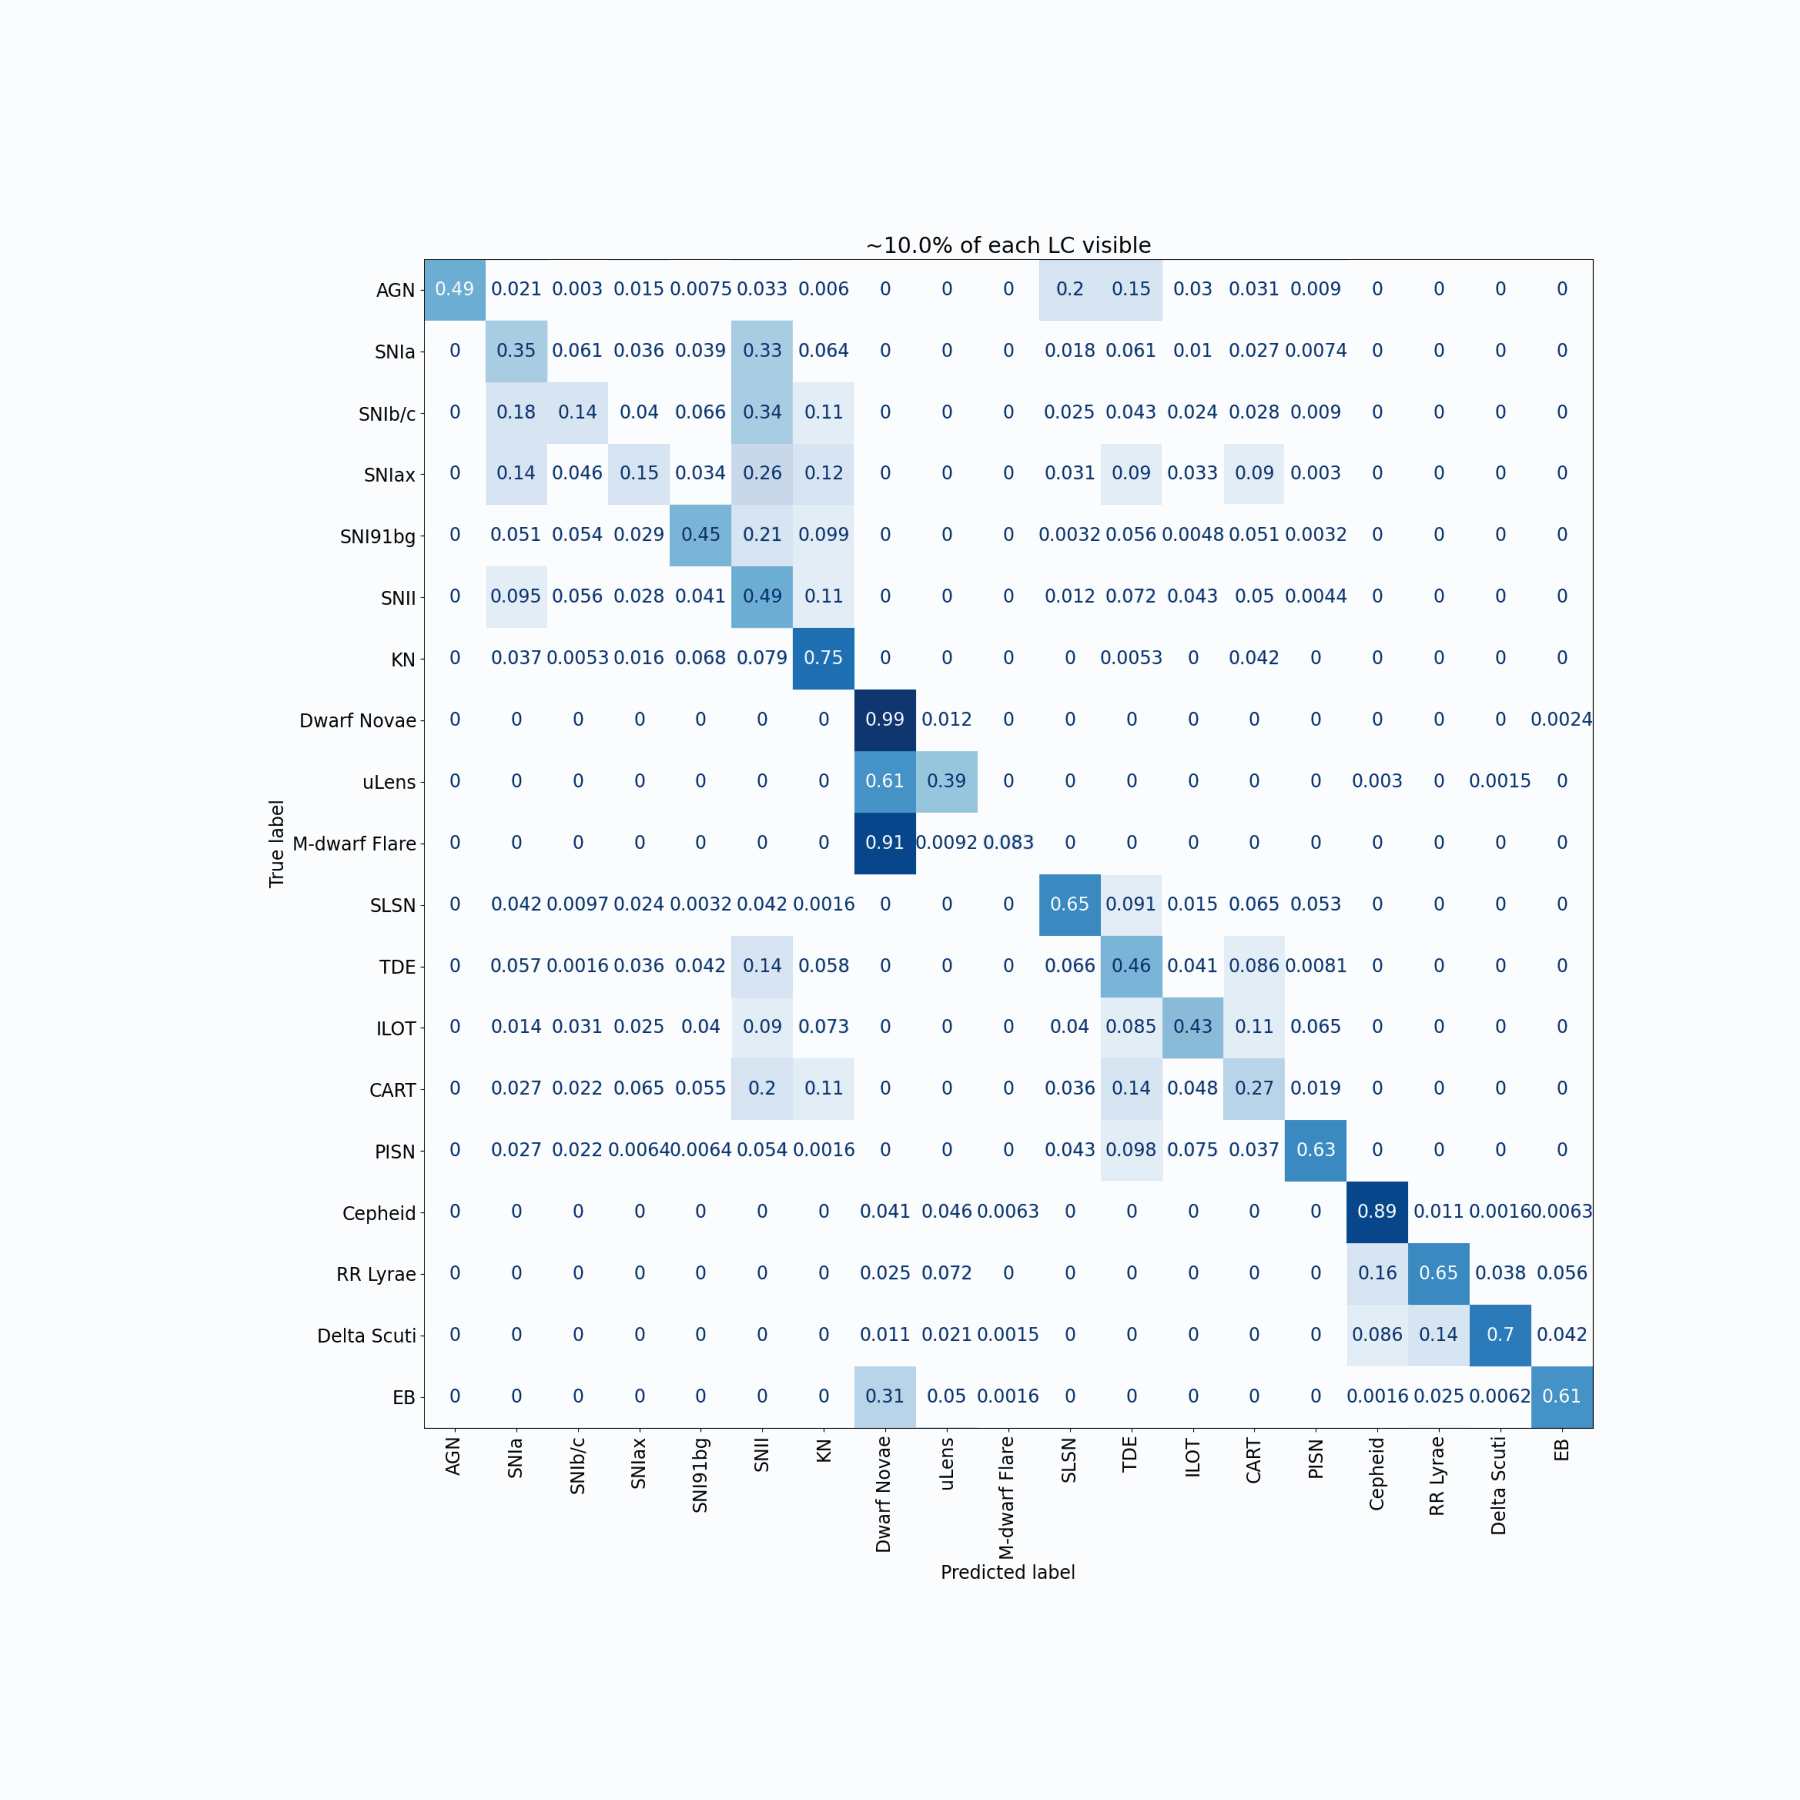 ~10.0% of each LC visible
AGN 0.49 0.021 0.003 0.015 0.0075 0.033 0.006 0 0 0 0.2 0.15 0.03 0.031 0.009 0 0 0 0
SNIa 0 0.35 0.061 0.036 0.039 0.33 0.064 0 0 0 0.018 0.061 0.01 0.027 0.0074 0 0 0 0
SNIb/c 0 0.18 0.14 0.04 0.066 0.34 0.11 0 0 0 0.025 0.043 0.024 0.028 0.009 0 0 0 0
SNIax 0 0.14 0.046 0.15 0.034 0.26 0.12 0 0 0 0.031 0.09 0.033 0.09 0.003 0 0 0 0
SNI91bg 0 0.051 0.054 0.029 0.45 0.21 0.099 0 0 0 0.0032 0.056 0.0048 0.051 0.0032 0 0 0 0
SNII 0 0.095 0.056 0.028 0.041 0.49 0.11 0 0 0 0.012 0.072 0.043 0.05 0.0044 0 0 0 0
KN 0 0.037 0.0053 0.016 0.068 0.079 0.75 0 0 0 0 0.0053 0 0.042 0 0 0 0 0
Dwarf Novae 0 0 0 0 0 0 0 0.99 0.012 0 0 0 0 0 0 0 0 0 0.0024
uLens 0 0 0 0 0 0 0 0.61 0.39 0 0 0 0 0 0 0.003 0 0.0015 0
M-dwarf Flare 0 0 0 0 0 0 0 0.91 0.0092 0.083 0 0 0 0 0 0 0 0 0
SLSN 0 0.042 0.0097 0.024 0.0032 0.042 0.0016 0 0 0 0.65 0.091 0.015 0.065 0.053 0 0 0 0
TDE 0 0.057 0.0016 0.036 0.042 0.14 0.058 0 0 0 0.066 0.46 0.041 0.086 0.0081 0 0 0 0
ILOT 0 0.014 0.031 0.025 0.04 0.09 0.073 0 0 0 0.04 0.085 0.43 0.11 0.065 0 0 0 0
CART 0 0.027 0.022 0.065 0.055 0.2 0.11 0 0 0 0.036 0.14 0.048 0.27 0.019 0 0 0 0
PISN 0 0.027 0.022 0.0064 0.0064 0.054 0.0016 0 0 0 0.043 0.098 0.075 0.037 0.63 0 0 0 0
Cepheid 0 0 0 0 0 0 0 0.041 0.046 0.0063 0 0 0 0 0 0.89 0.011 0.0016 0.0063
RR Lyrae 0 0 0 0 0 0 0 0.025 0.072 0 0 0 0 0 0 0.16 0.65 0.038 0.056
Delta Scuti 0 0 0 0 0 0 0 0.011 0.021 0.0015 0 0 0 0 0 0.086 0.14 0.7 0.042
EB 0 0 0 0 0 0 0 0.31 0.05 0.0016 0 0 0 0 0 0.0016 0.025 0.0062 0.61
True label
AGN SNIa SNIb/c SNIax SNI91bg SNII KN Dwarf Novae uLens M-dwarf Flare SLSN TDE ILOT CART PISN Cepheid RR Lyrae Delta Scuti EB
Predicted label